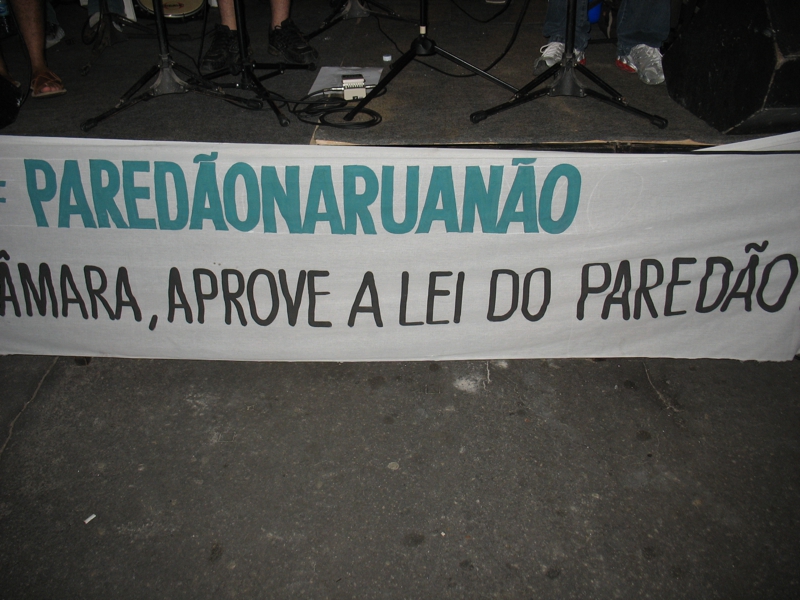 PAREDÃONARUANÃO
ÂMARA, APROVE A LEI DO PAREDÃO